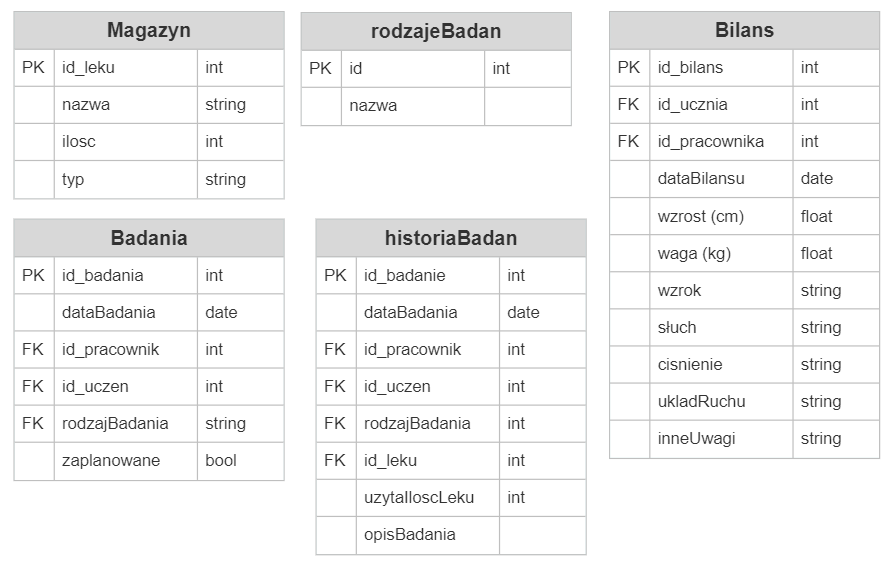 Magazyn
PK id_leku int
nazwa string
ilosc int
typ string
rodzajeBadan
PK id int
nazwa
Bilans
PK id_bilans int
FK id_ucznia int
FK id_pracownika int
dataBilansu date
wzrost (cm) float
waga (kg) float
wzrok string
słuch string
cisnienie string
ukladRuchu string
inneUwagi string
Badania
PK id_badania int
dataBadania date
FK id_pracownik int
FK id_uczen int
FK rodzajBadania string
zaplanowane bool
historiaBadan
PK id_badanie int
dataBadania date
FK id_pracownik int
FK id_uczen int
FK rodzajBadania int
FK id_leku int
uzytaIloscLeku int
opisBadania